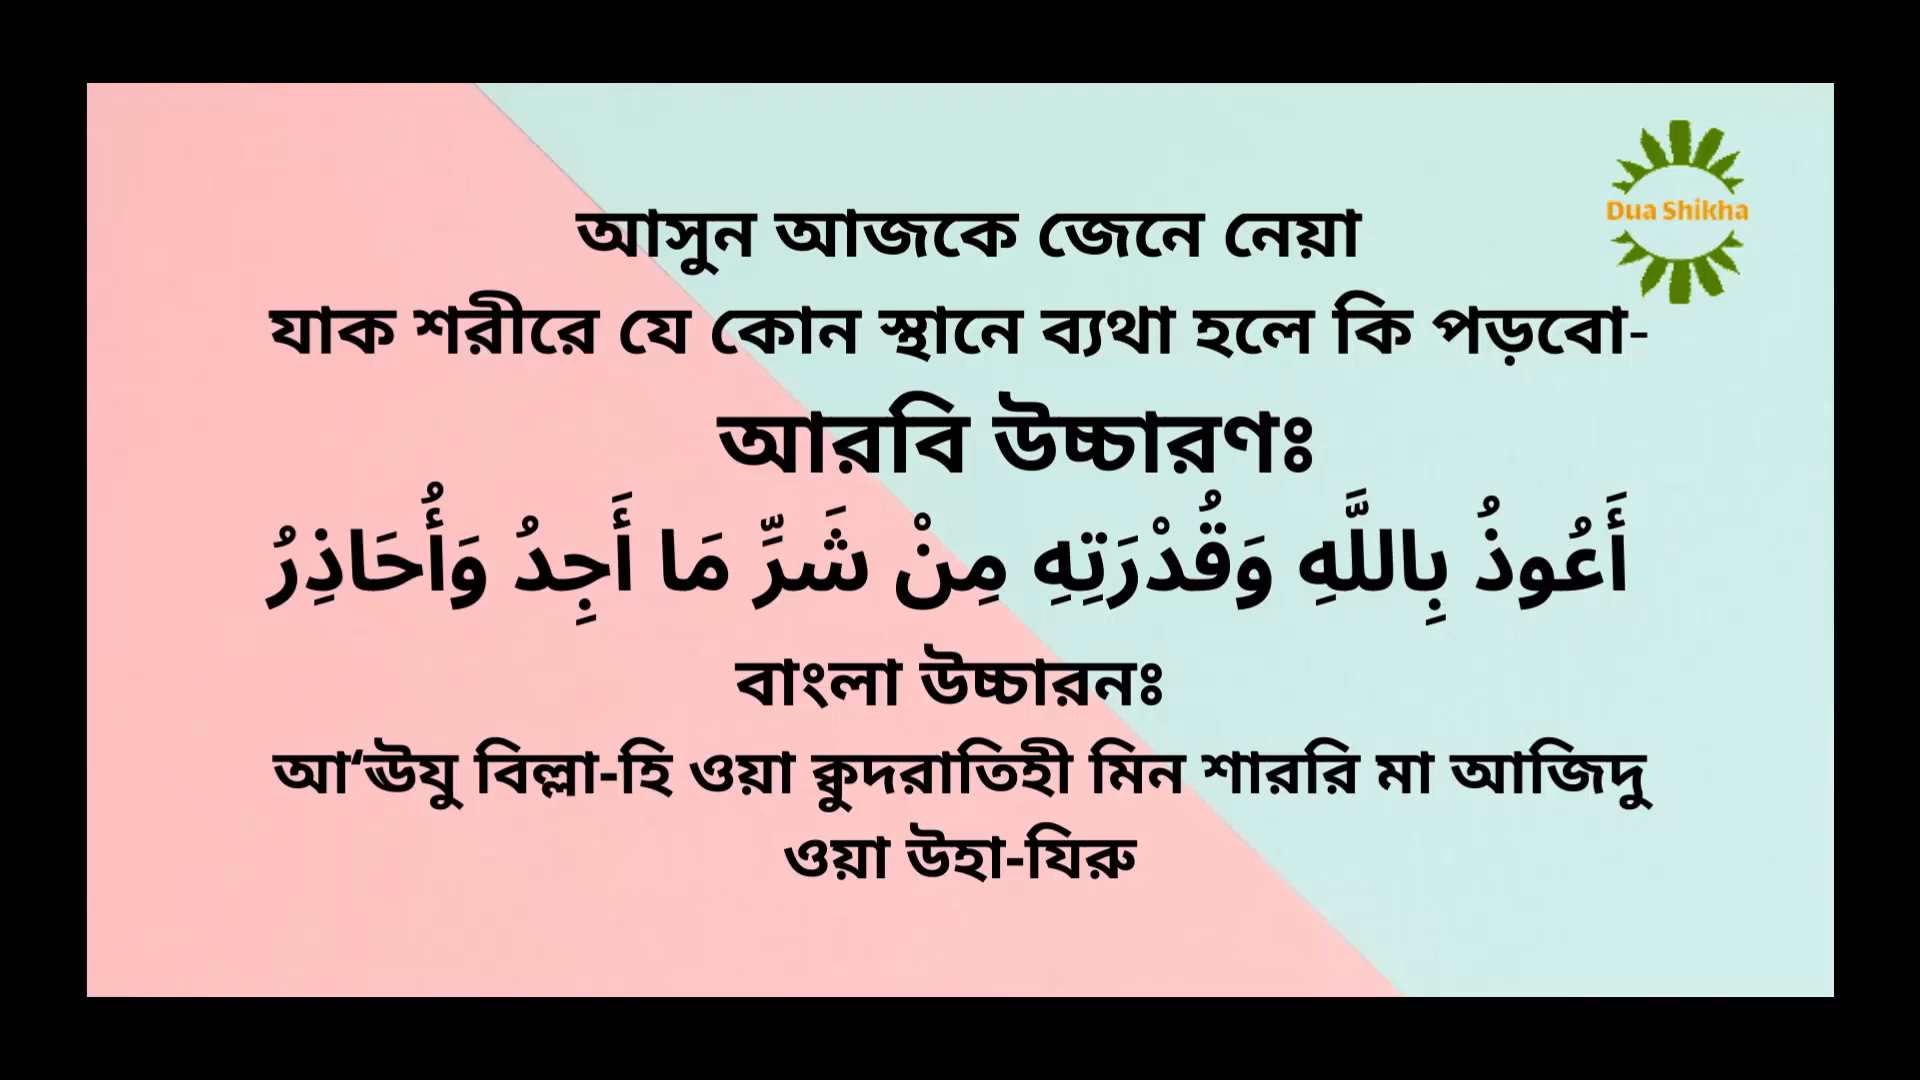 Dua Shikha
আসুন আজকে জেনে নেয়া
যাক শরীরে যে কোন স্থানে ব্যথা হলে কি পড়বো-
আরবি উচ্চারণঃ
أَعُوذُ بِاللَّهِ وَقُدْرَتِهِ مِنْ شَرِّ مَا أَجِدُ وَأُحَاذِرُ
বাংলা উচ্চারনঃ
আ‘ঊযু বিল্লা-হি ওয়া ক্বুদরাতিহী মিন শাররি মা আজিদু
ওয়া উহা-যিরু